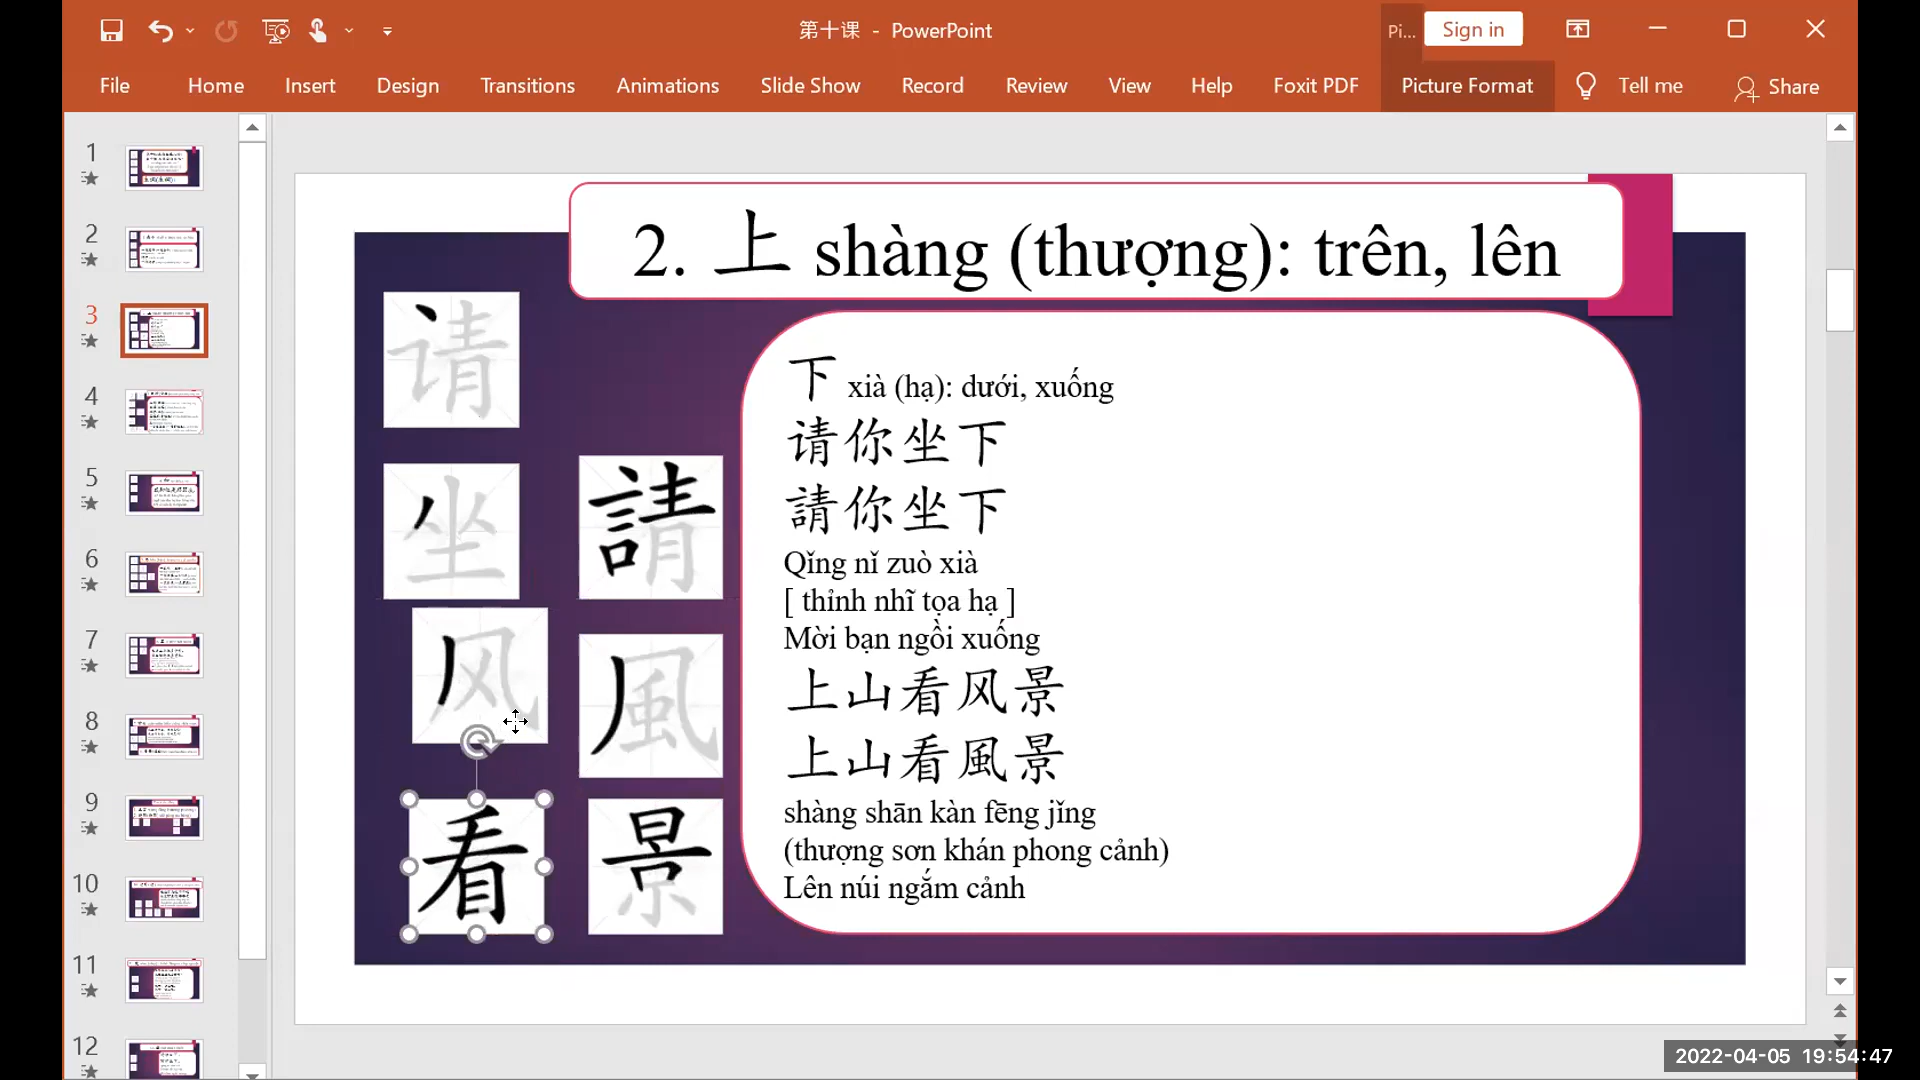 第十课 - PowerPoint
Pi...
Sign in
File
Home
Insert
Design
Transitions
Animations
Slide Show
Record
Review
View
Help
Foxit PDF
Picture Format
Tell me
Share
1
2
3
4
5
6
7
8
9
10
11
12
2. 上 shàng (thượng): trên, lên
请
坐
請
风
風
看
景
下 xià (hạ): dưới, xuống
请你坐下
請你坐下
Qǐng nǐ zuò xià
[ thỉnh nhĩ tọa hạ ]
Mời bạn ngồi xuống
上山看风景
上山看風景
shàng shān kàn fēng jǐng
(thượng sơn khán phong cảnh)
Lên núi ngắm cảnh
2022-04-05 19:54:47